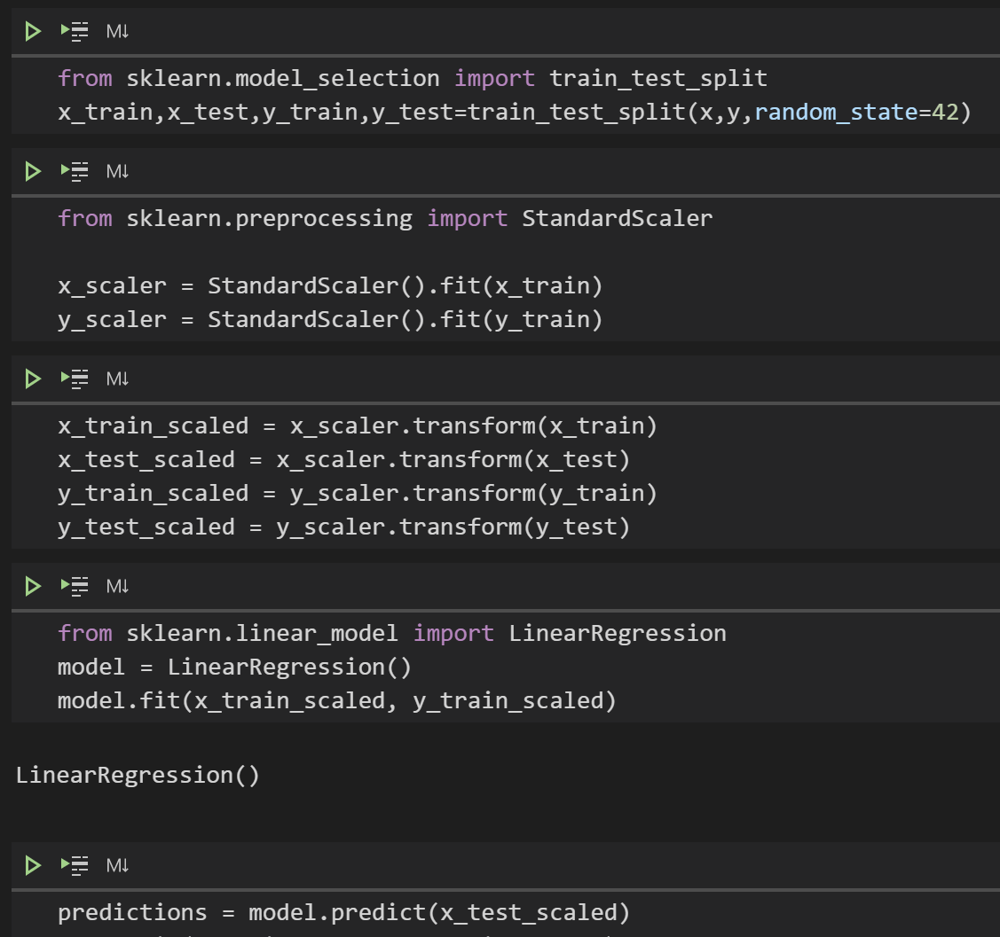 M↓
from sklearn.model_selection import train_test_split
x_train,x_test,y_train,y_test=train_test_split(x,y,random_state=42)
M↓
from sklearn.preprocessing import StandardScaler
x_scaler = StandardScaler().fit(x_train)
y_scaler = StandardScaler().fit(y_train)
M↓
x_train_scaled = x_scaler.transform(x_train)
x_test_scaled = x_scaler.transform(x_test)
y_train_scaled = y_scaler.transform(y_train)
y_test_scaled = y_scaler.transform(y_test)
M↓
from sklearn.linear_model import LinearRegression
model = LinearRegression()
model.fit(x_train_scaled, y_train_scaled)
LinearRegression()
M↓
predictions = model.predict(x_test_scaled)